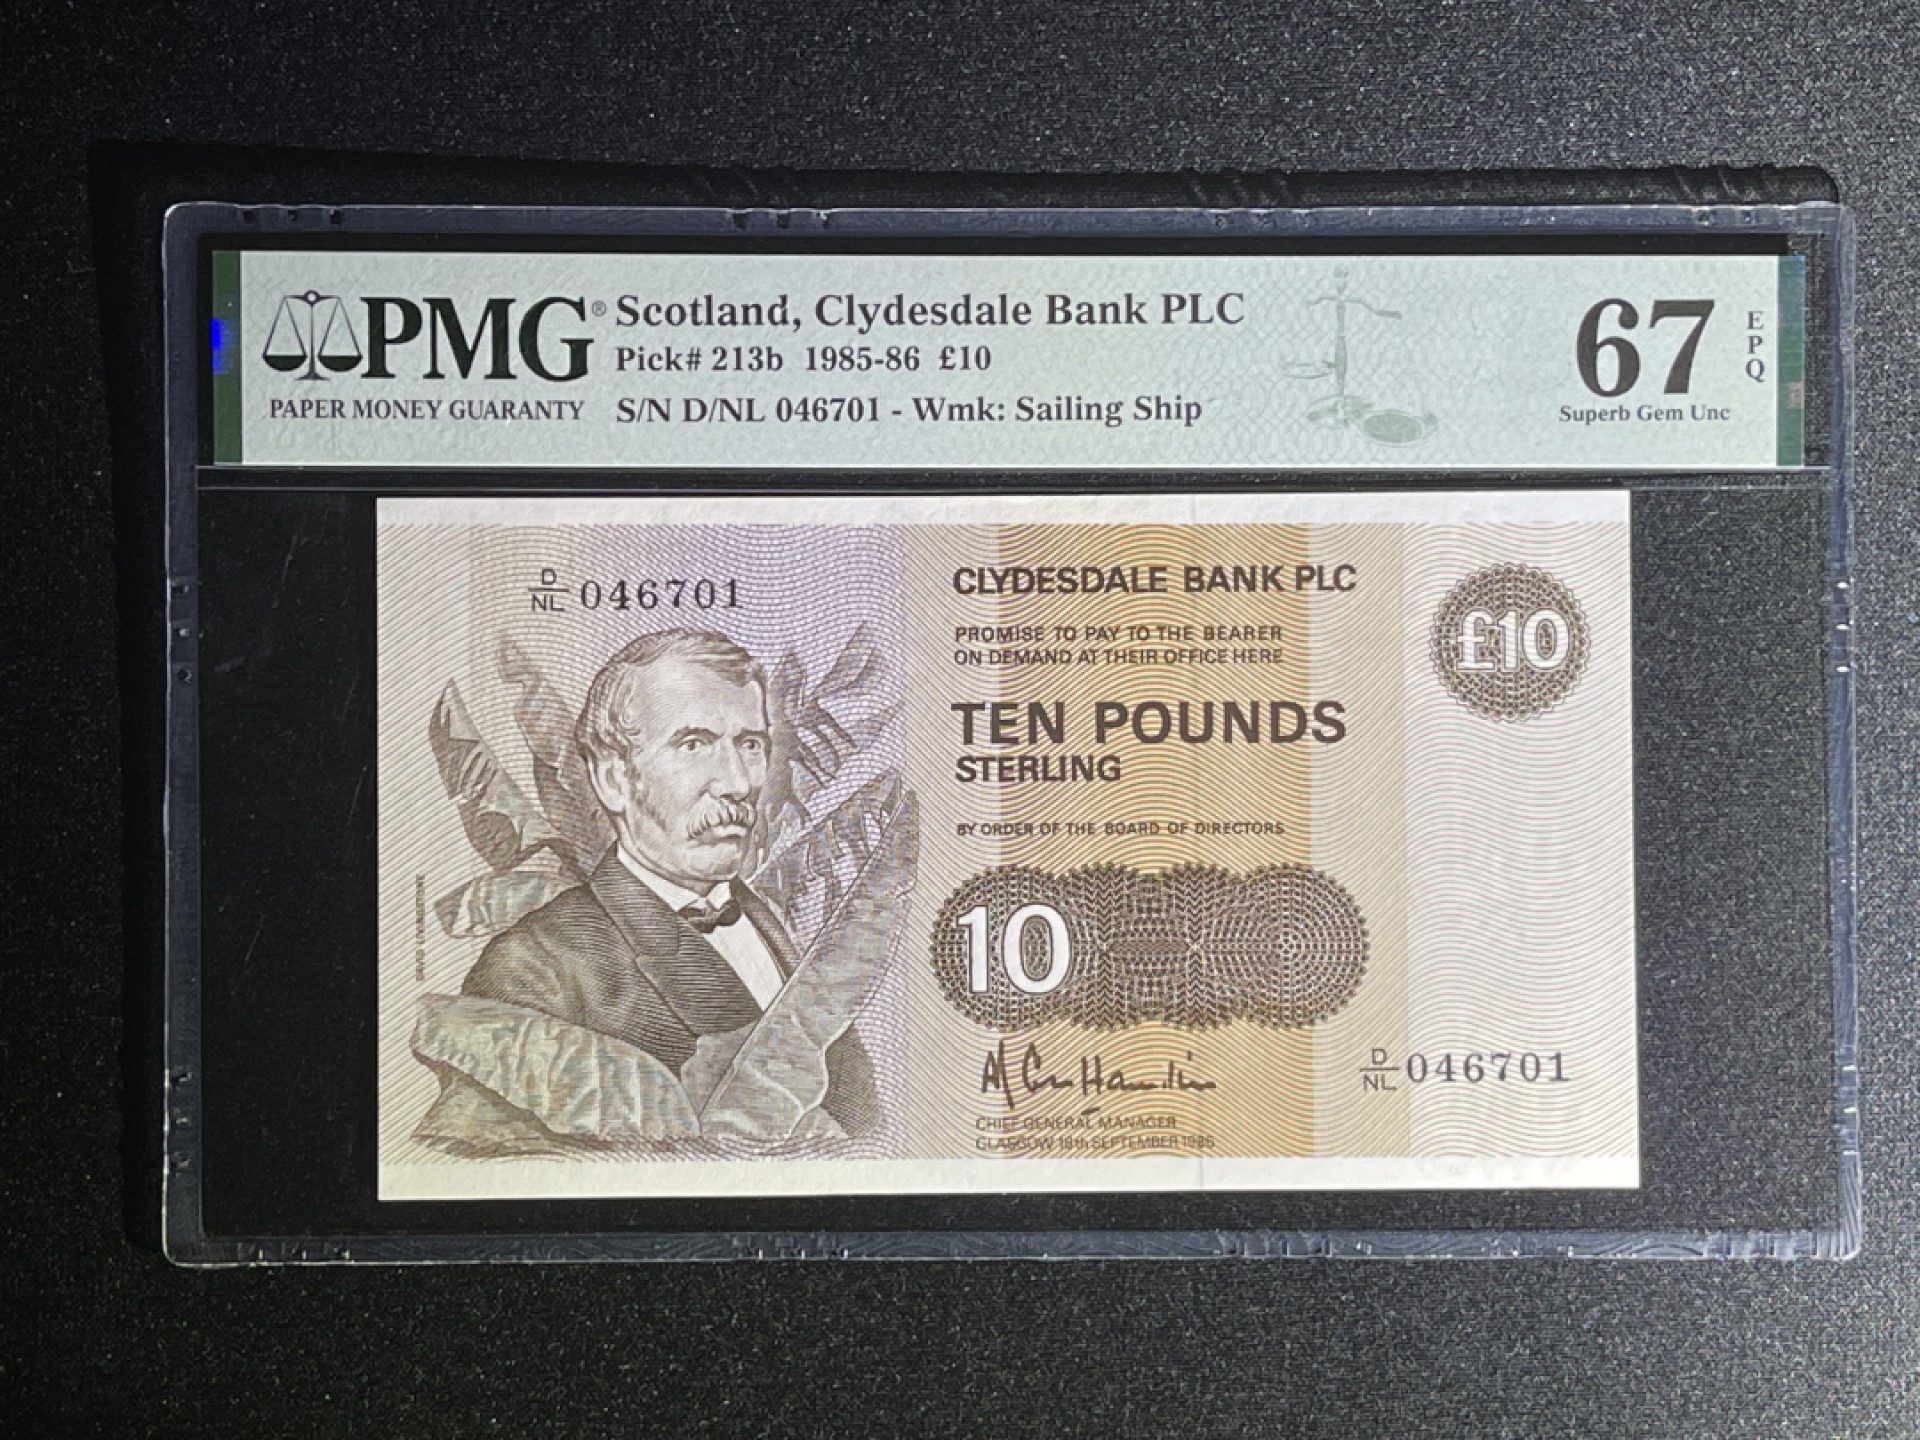 PMG®
PAPER MONEY GUARANTY
Scotland, Clydesdale Bank PLC
Pick# 213b 1985-86 £10
S/N D/NL 046701 - Wmk: Sailing Ship
67
EPQ
Superb Gem Unc
D/NL 046701
CLYDESDALE BANK PLC
PROMISE TO PAY TO THE BEARER
ON DEMAND AT THEIR OFFICE HERE
TEN POUNDS
STERLING
BY ORDER OF THE BOARD OF DIRECTORS
£10
10
DAVID LIVINGSTONE
CHIEF GENERAL MANAGER
GLASGOW 18th SEPTEMBER
D/NL 046701